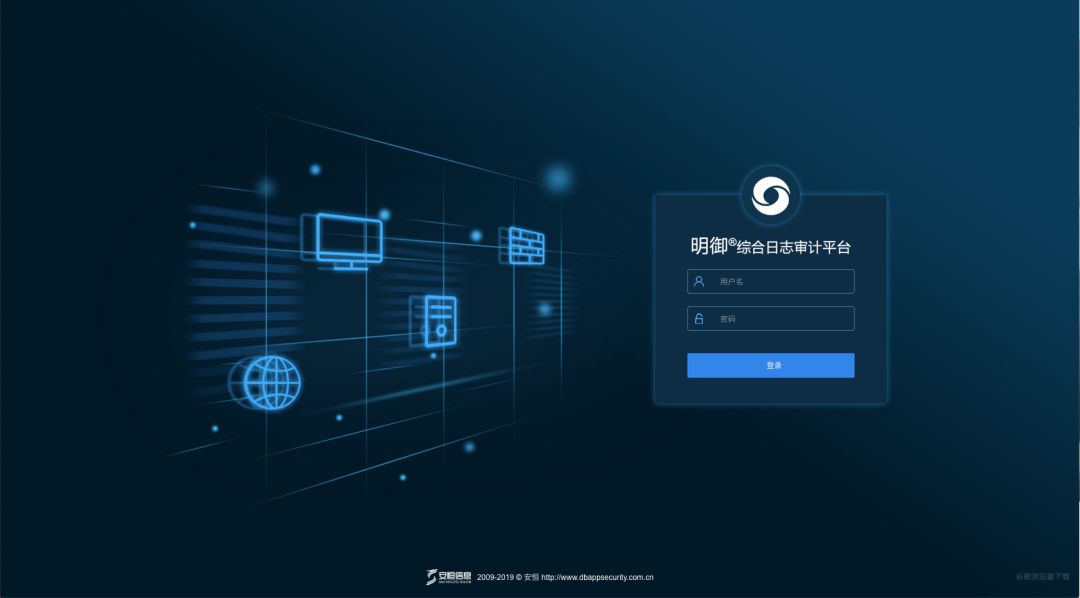 明御®综合日志审计平台
用户名
密码
登录
安恒信息 2009-2019 © 安恒 http://www.dbappsecurity.com.cn
谷歌浏览器下载